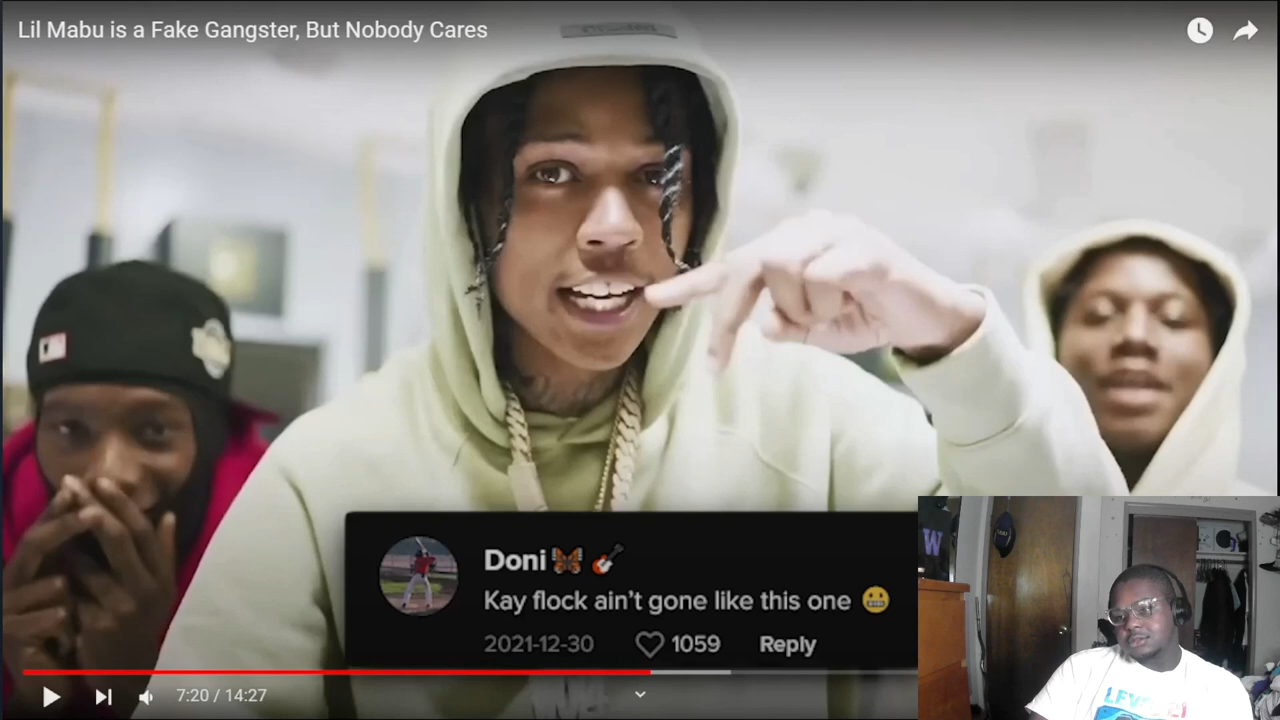 Lil Mabu is a Fake Gangster, But Nobody Cares
Doni🦋🎸
Kay flock ain't gone like this one 😬
2021-12-30 1059 Reply
7:20 / 14:27
W